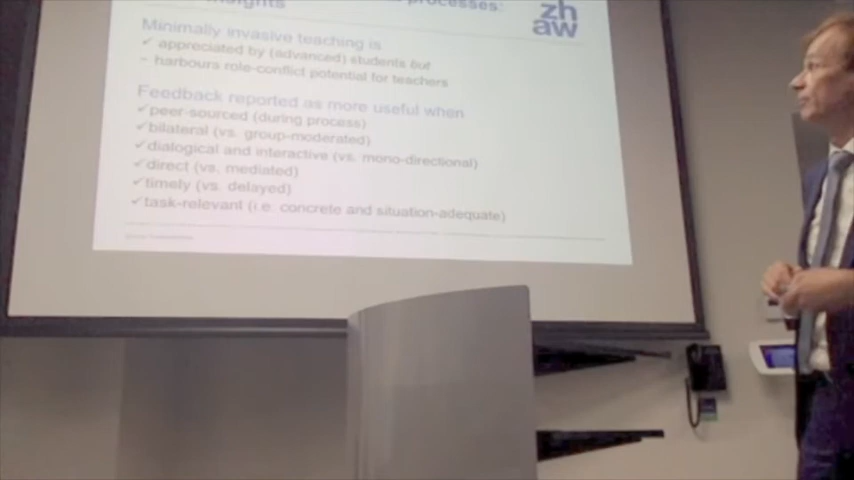 insights processes:
zh
aw
Minimally invasive teaching is
✓ appreciated by (advanced) students but
- harbours role-conflict potential for teachers
Feedback reported as more useful when
✓peer-sourced (during process)
✓bilateral (vs. group-moderated)
✓dialogical and interactive (vs. mono-directional)
✓direct (vs. mediated)
✓timely (vs. delayed)
✓task-relevant (i.e. concrete and situation-adequate)